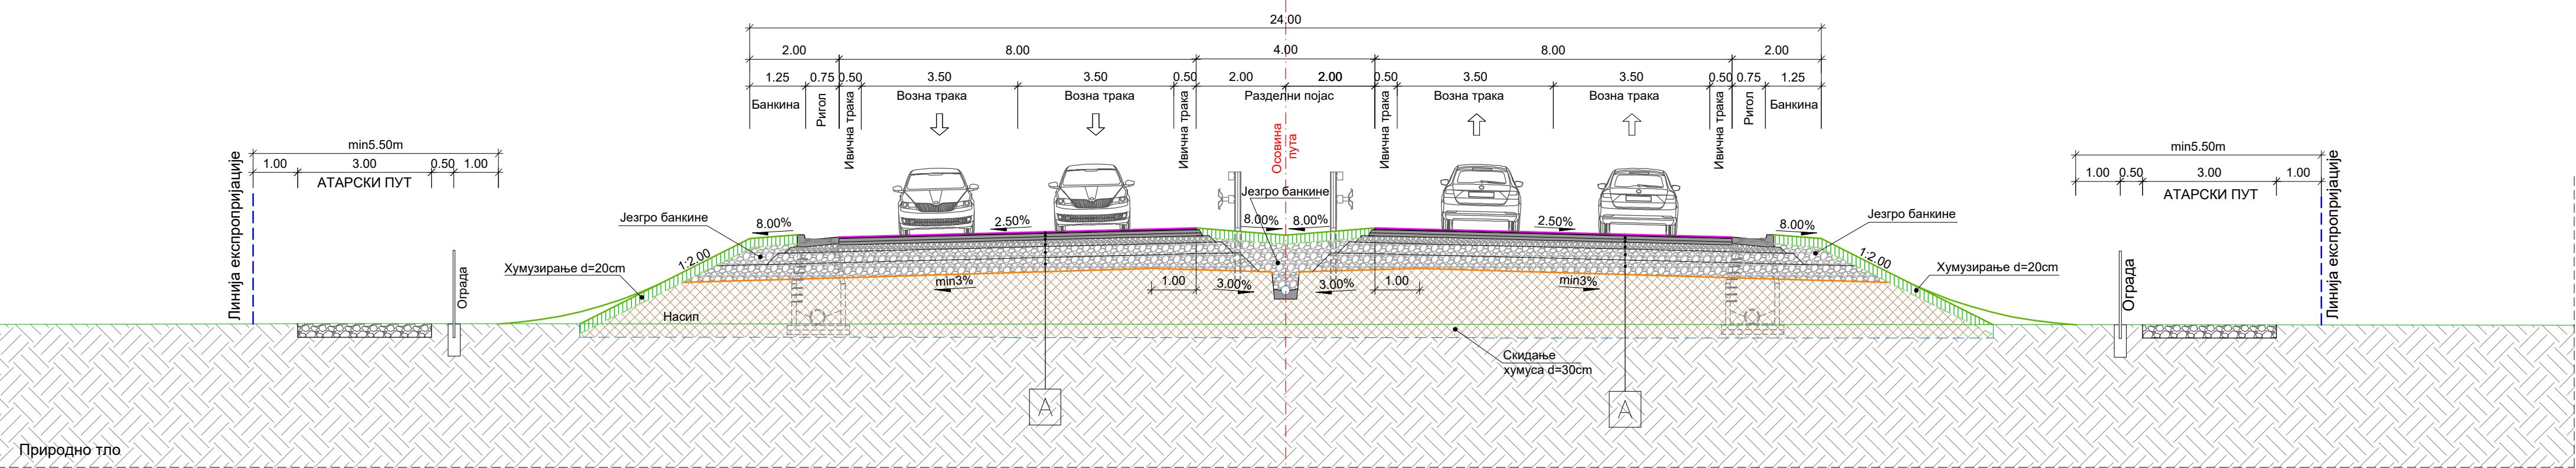 24.00
2.00 8.00 4.00 8.00 2.00
1.25 0.75 0.50 3.50 3.50 0.50 2.00 2.00 0.50 3.50 3.50 0.50 0.75 1.25
Банкина Ригол Ивична трака Возна трака Возна трака Ивична трака Разделни појас Ивична трака Возна трака Возна трака Ивична трака Ригол Банкина
Осовина
пута
min5.50m
1.00 3.00 0.50 1.00
АТАРСКИ ПУТ
Линија експропријације
Ограда
min5.50m
1.00 0.50 3.00 1.00
АТАРСКИ ПУТ
Линија експропријације
Ограда
Језгро банкине
Језгро банкине
Језгро банкине
8.00% 2.50% 8.00% 8.00% 2.50% 8.00%
1:2.00
1:2.00
Хумузирање d=20cm
Хумузирање d=20cm
min3% 1.00 3.00% 3.00% 1.00 min3%
Насип
Скидање
хумуса d=30cm
A A
Природно тло